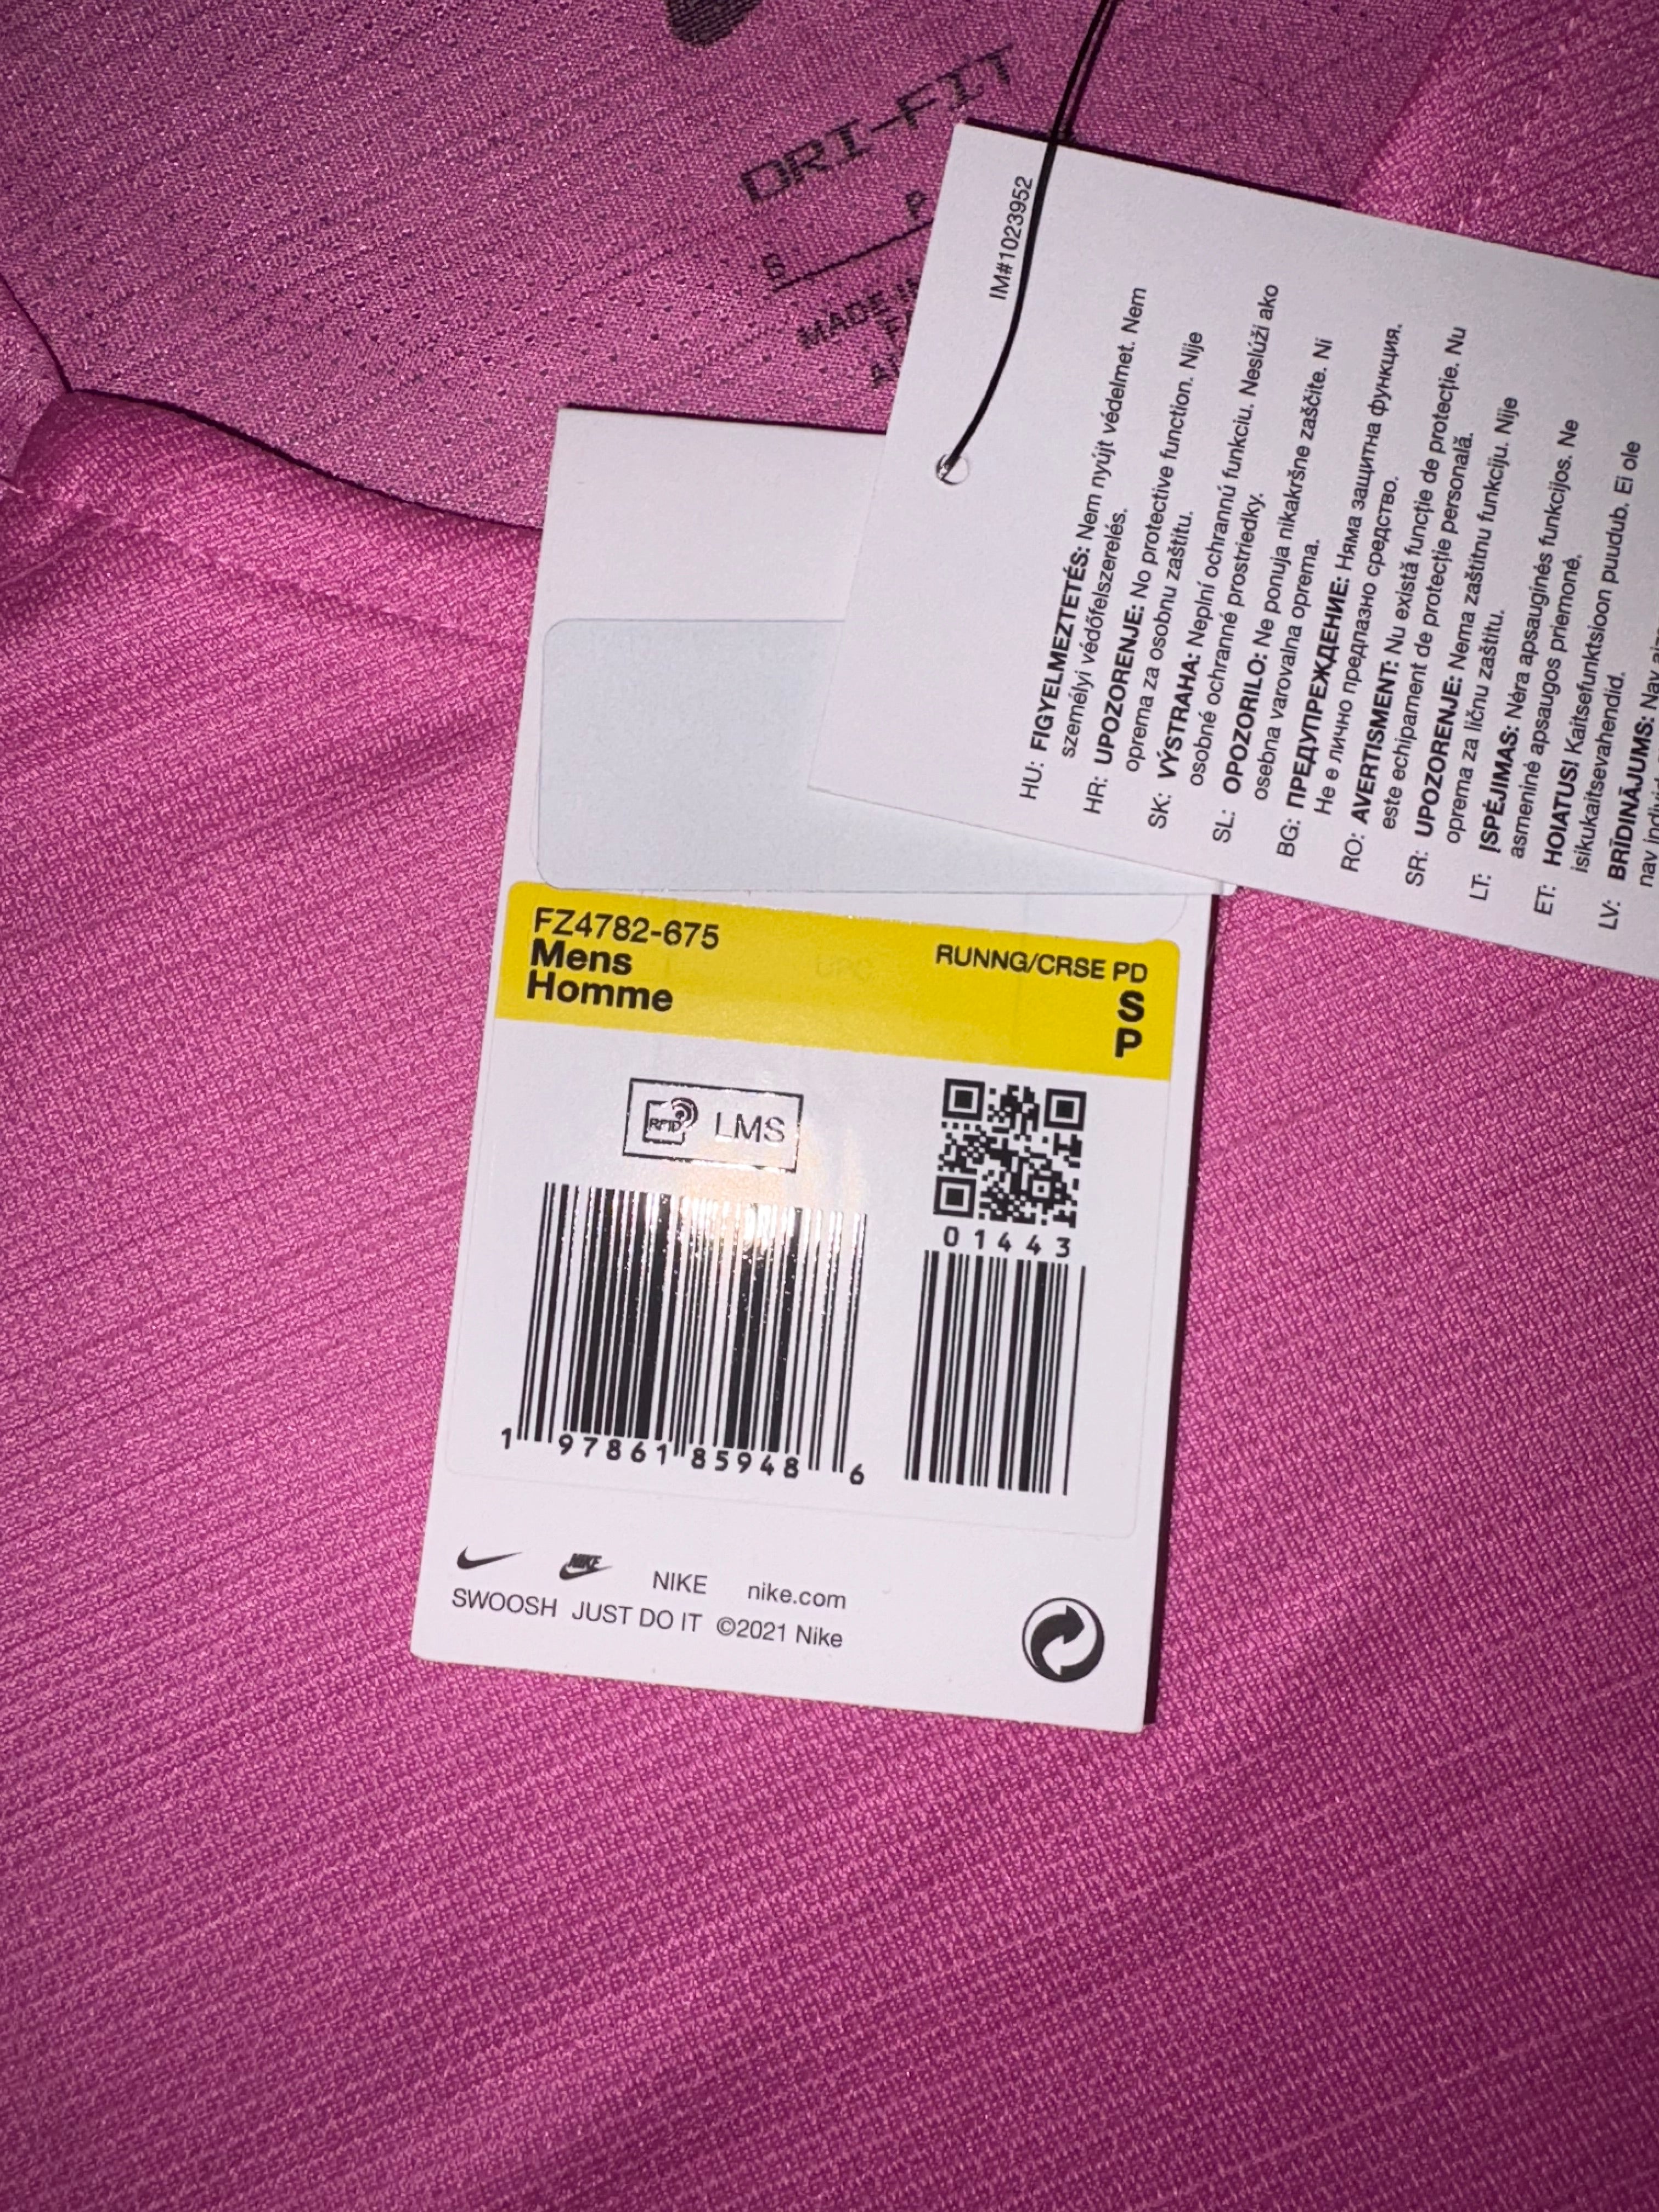 DRI-FIT
S P
MADE IN
IM#1023952
HU: FIGYELMEZTETÉS: Nem nyújt védelmet. Nem
személyi védőfelszerelés.
HR: UPOZORENJE: No protective function. Nije
oprema za osobnu zaštitu.
SK: VÝSTRAHA: Neplní ochrannú funkciu. Neslúži ako
osobné ochranné prostriedky.
SL: OPOZORILO: Ne ponuja nikakršne zaščite. Ni
osebna varovalna oprema.
BG: ПРЕДУПРЕЖДЕНИЕ: Няма защитна функция.
Не е лично предпазно средство.
RO: AVERTISMENT: Nu există funcție de protecție. Nu
este echipament de protecție personală.
SR: UPOZORENJE: Nema zaštitnu funkciju. Nije
oprema za ličnu zaštitu.
LT: ĮSPĖJIMAS: Nėra apsauginės funkcijos. Ne
asmeninė apsaugos priemonė.
ET: HOIATUS! Kaitsefunktsioon puudub. Ei ole
isikukaitsevahendid.
LV: BRĪDINĀJUMS: Nav
nav
FZ4782-675
Mens
Homme
UPC
RUNNG/CRSE PD
S
P
RFID LMS
01443
1 97861 85948 6
NIKE NIKE nike.com
SWOOSH JUST DO IT ©2021 Nike